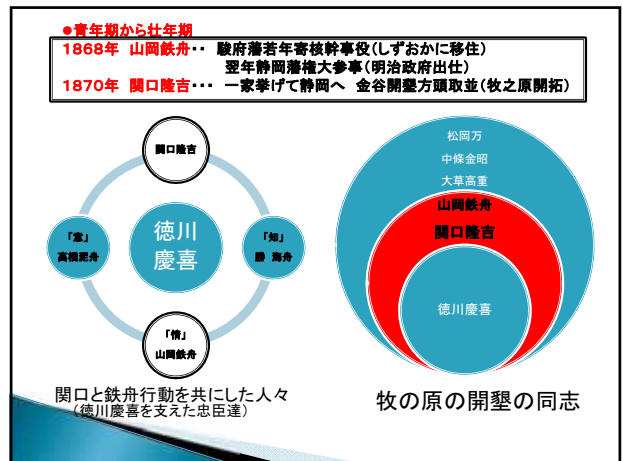 ●青年期から壮年期
1868年 山岡鉄舟・・ 駿府藩若年寄格幹事役(しずおかに移住)
翌年静岡藩権大参事(明治政府出仕)
1870年 関口隆吉・・・ 一家挙げて静岡へ 金谷開墾方頭取並(牧之原開拓)
関口隆吉
「意」
高橋泥舟
徳川
慶喜
「知」
勝 海舟
「情」
山岡鉄舟
関口と鉄舟行動を共にした人々
(徳川慶喜を支えた忠臣達)
松岡万
中條金昭
大草高重
山岡鉄舟
関口隆吉
徳川慶喜
牧の原の開墾の同志